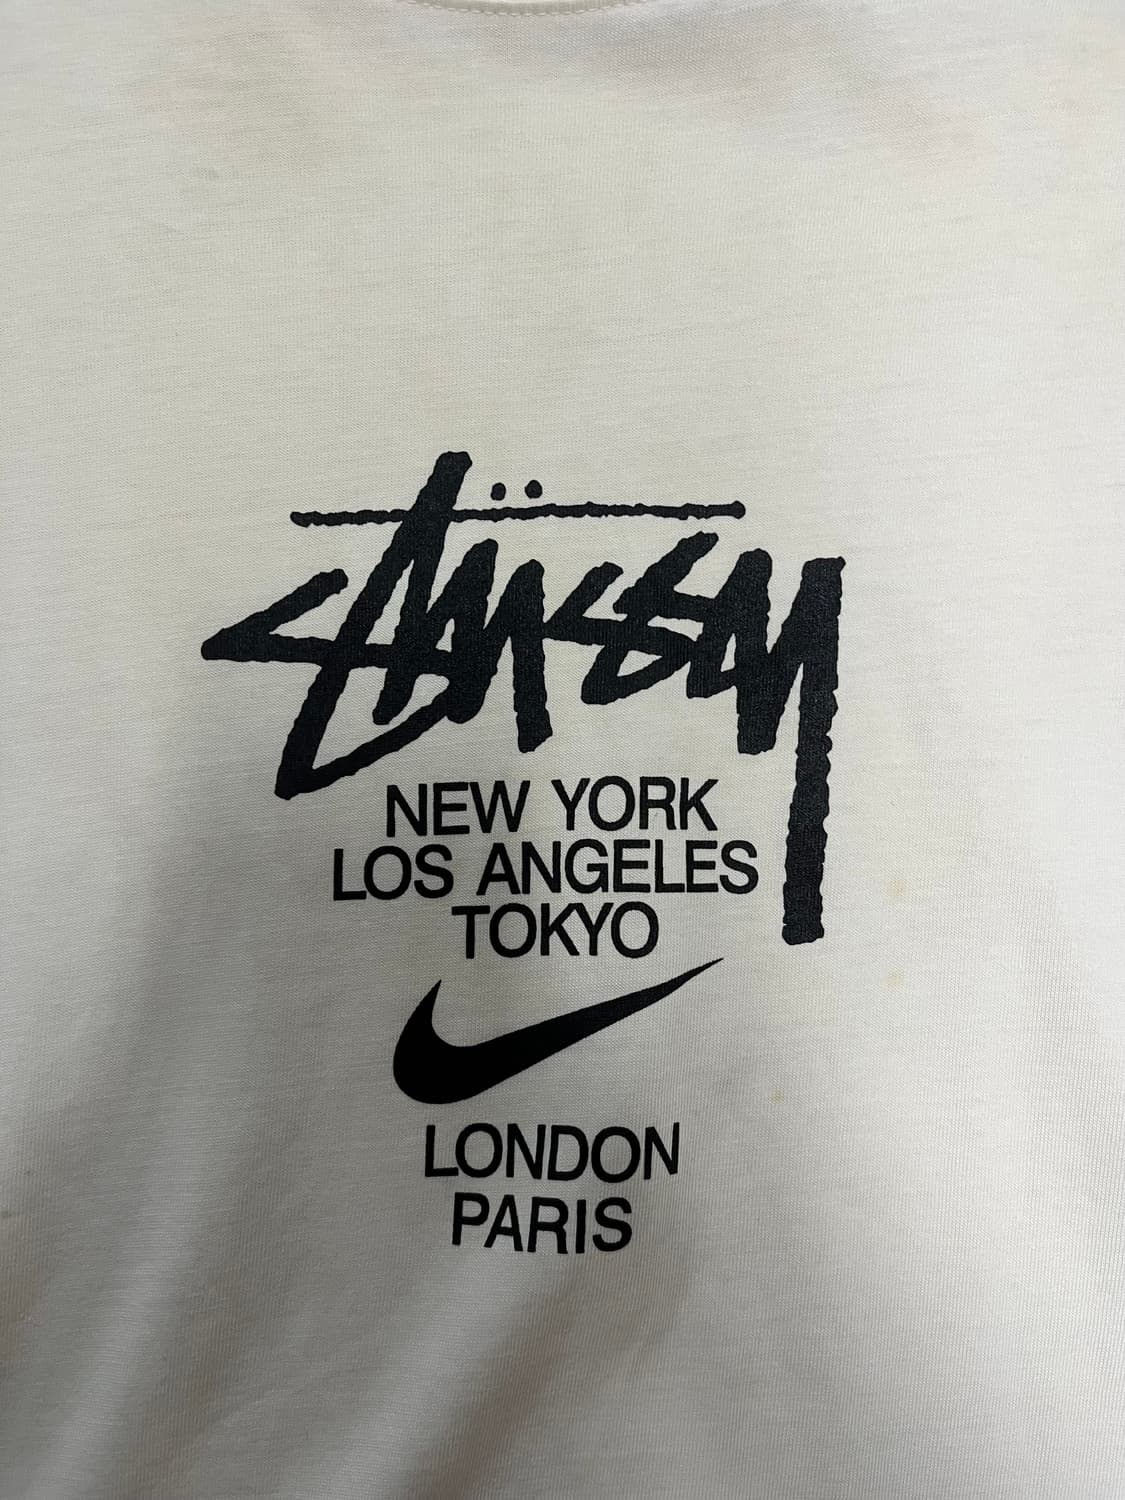 Stüssy
NEW YORK
LOS ANGELES
TOKYO
LONDON
PARIS